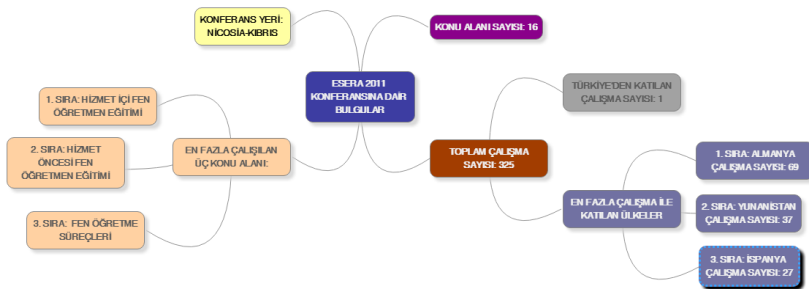 KONFERANS YERİ:
NİCOSİA-KIBRIS
KONU ALANI SAYISI: 16
ESERA 2011
KONFERANSINA DAİR
BULGULAR
TÜRKİYE'DEN KATILAN
ÇALIŞMA SAYISI: 1
1. SIRA: HİZMET İÇİ FEN
ÖĞRETMEN EĞİTİMİ
2. SIRA: HİZMET
ÖNCESİ FEN
ÖĞRETMEN EĞİTİMİ
3. SIRA: FEN ÖĞRETME
SÜREÇLERİ
EN FAZLA ÇALIŞILAN
ÜÇ KONU ALANI:
TOPLAM ÇALIŞMA
SAYISI: 325
EN FAZLA ÇALIŞMA İLE
KATILAN ÜLKELER
1. SIRA: ALMANYA
ÇALIŞMA SAYISI: 69
2. SIRA: YUNANİSTAN
ÇALIŞMA SAYISI: 37
3. SIRA: İSPANYA
ÇALIŞMA SAYISI: 27